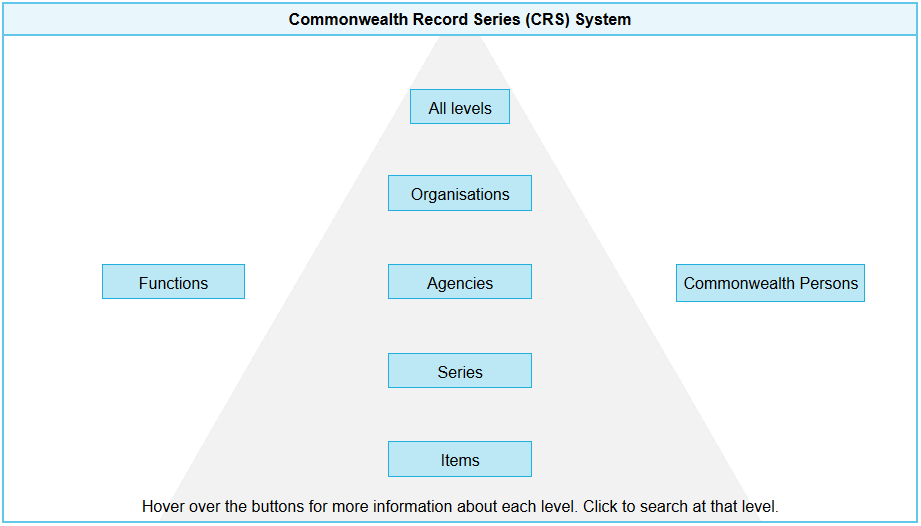 Commonwealth Record Series (CRS) System
All levels
Organisations
Functions
Agencies
Commonwealth Persons
Series
Items
Hover over the buttons for more information about each level. Click to search at that level.